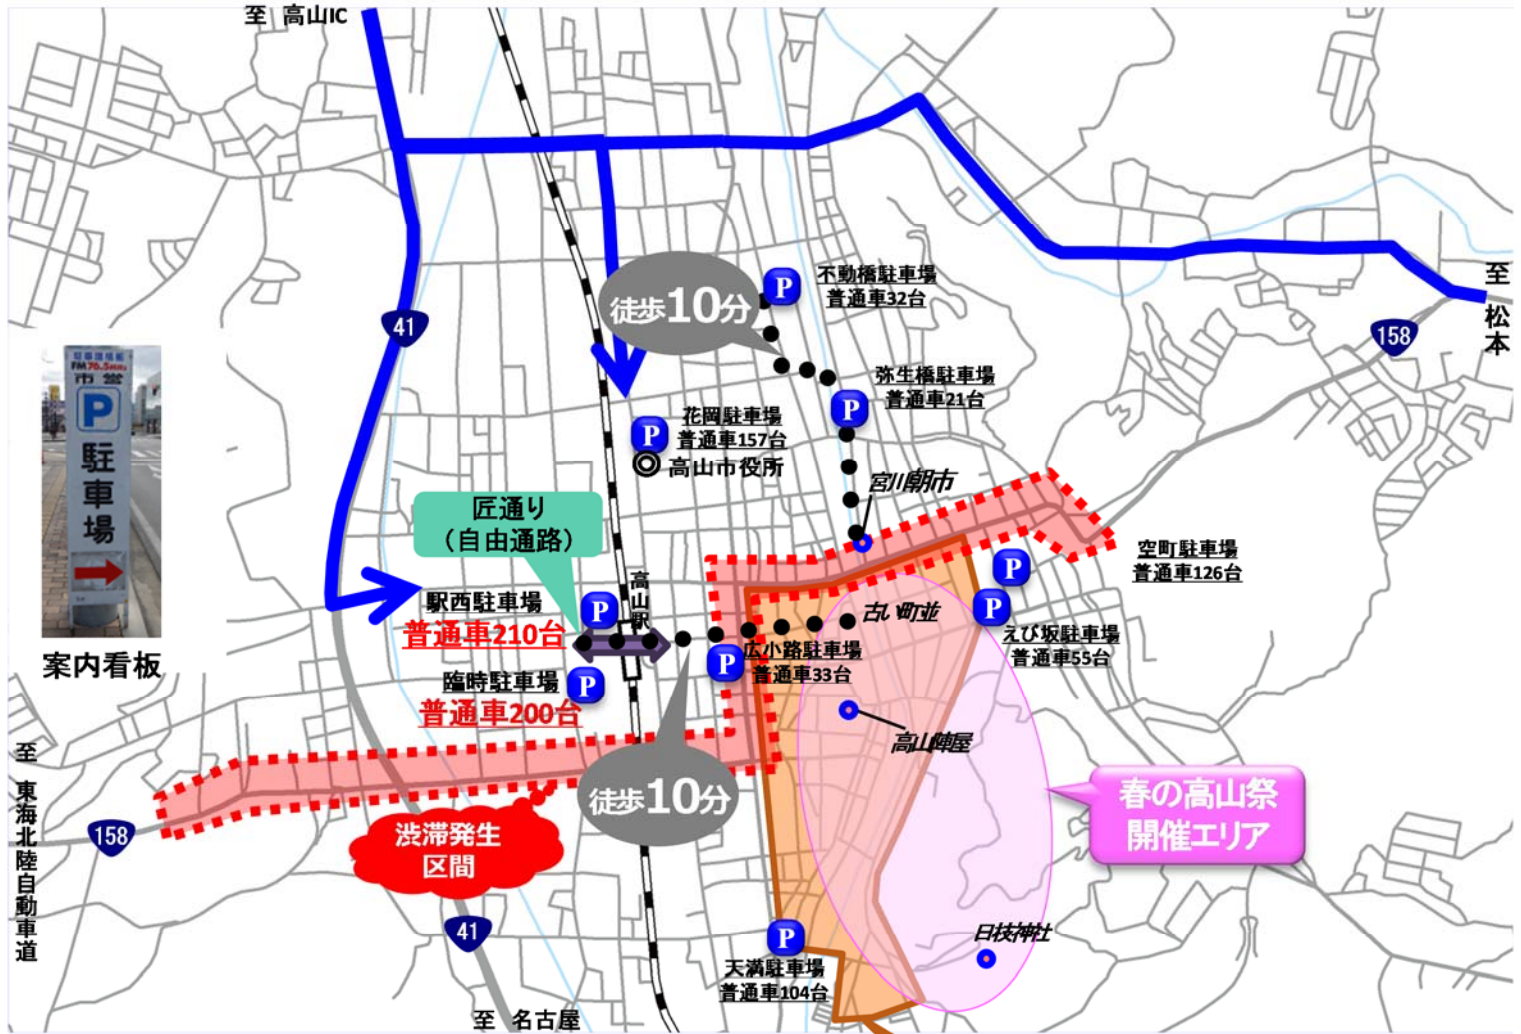 至 高山IC
不動橋駐車場
普通車32台
徒歩10分
至 松本
41
158
駐車場情報
FM76.5MHz
市営
P
駐車場
案内看板
P
弥生橋駐車場
普通車21台
P
花岡駐車場
普通車157台
P
高山市役所
宮川朝市
匠通り
（自由通路）
空町駐車場
普通車126台
P
高山駅
駅西駐車場
普通車210台
P
古い町並
えび坂駐車場
普通車55台
P
広小路駐車場
普通車33台
P
臨時駐車場
普通車200台
P
高山陣屋
至 東海北陸自動車道
158
徒歩10分
渋滞発生
区間
春の高山祭
開催エリア
41
日枝神社
P
天満駐車場
普通車104台
至 名古屋